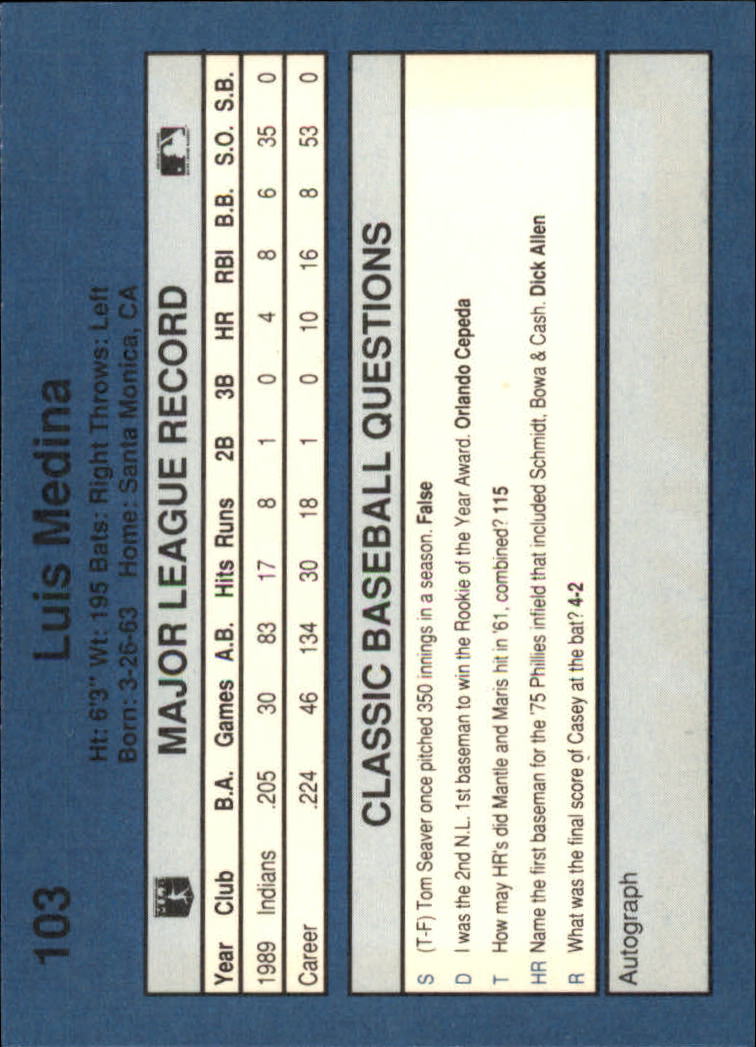 103 Luis Medina
Ht: 6'3" Wt: 195 Bats: Right Throws: Left
Born: 3-26-63 Home: Santa Monica, CA
MAJOR LEAGUE RECORD
Year Club B.A. Games A.B. Hits Runs 2B 3B HR RBI B.B. S.O. S.B.
1989 Indians .205 30 83 17 8 1 0 4 8 6 35 0
Career .224 46 134 30 18 1 0 10 16 8 53 0
CLASSIC BASEBALL QUESTIONS
S (T-F) Tom Seaver once pitched 350 innings in a season. False
D I was the 2nd N.L. 1st baseman to win the Rookie of the Year Award. Orlando Cepeda
T How may HR's did Mantle and Maris hit in '61, combined? 115
HR Name the first baseman for the '75 Phillies infield that included Schmidt, Bowa & Cash. Dick Allen
R What was the final score of Casey at the bat? 4-2
Autograph